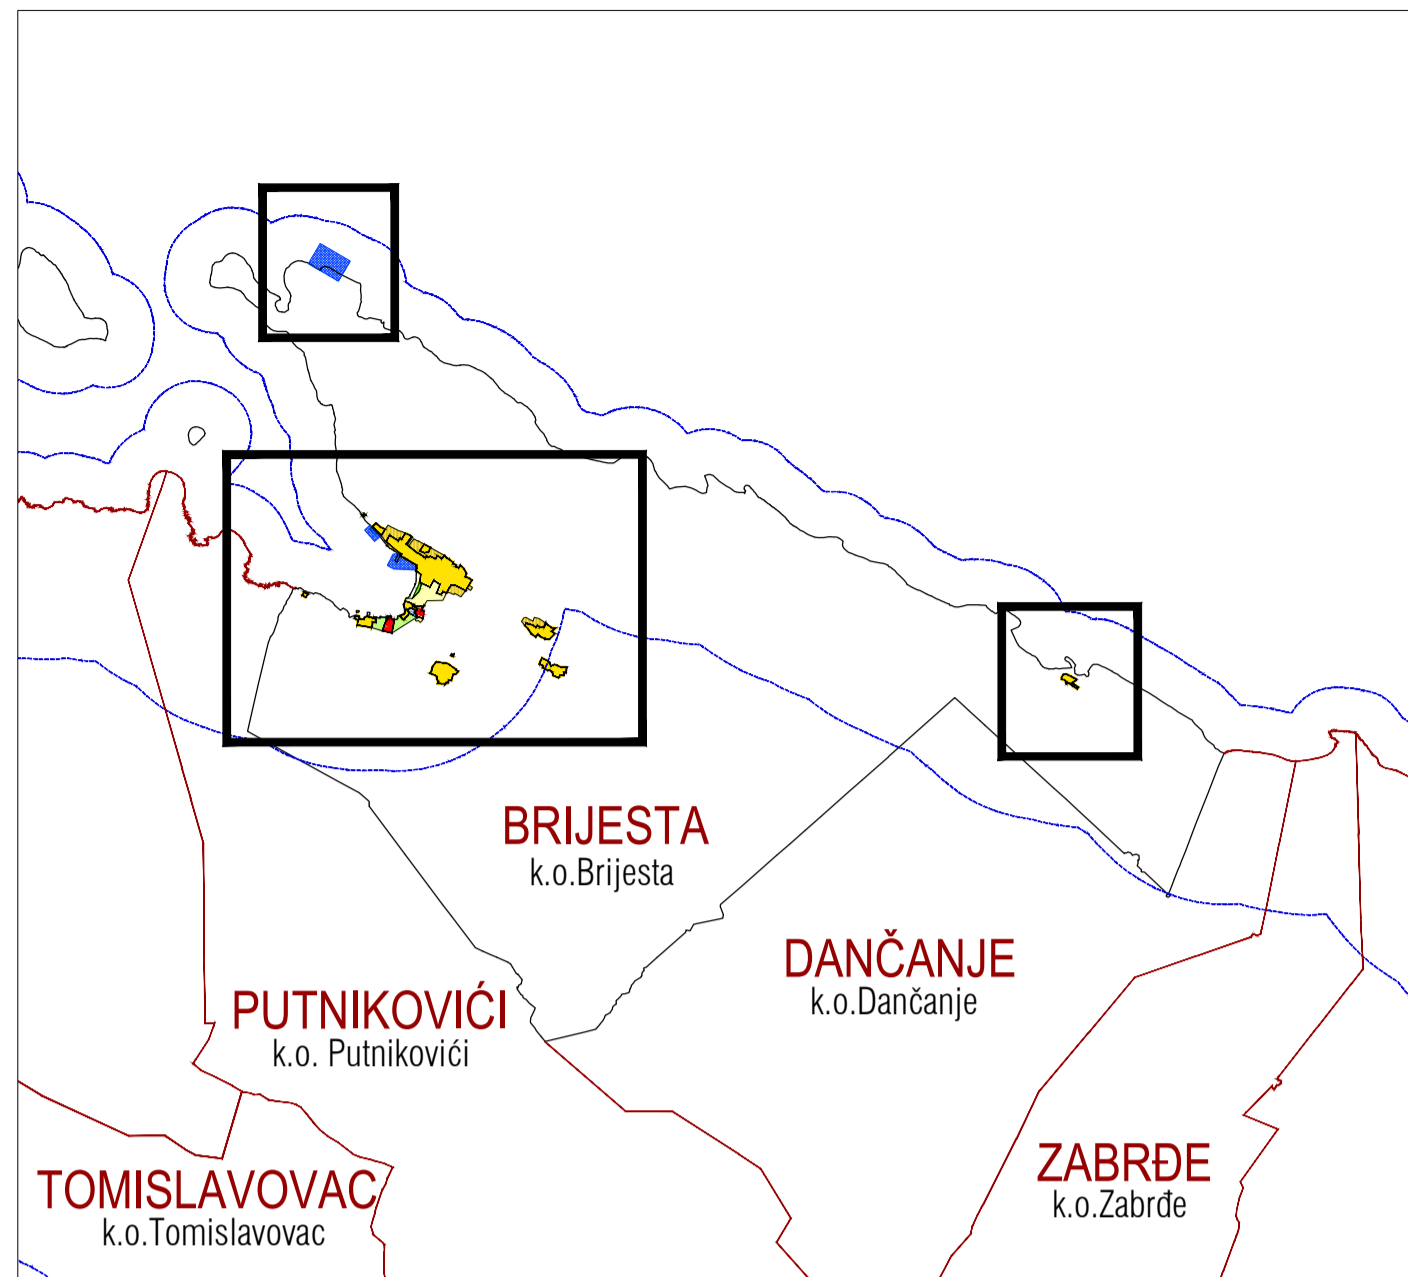 BRIJESTA
k.o.Brijesta
DANČANJE
k.o.Dančanje
PUTNIKOVIĆI
k.o. Putnikovići
ZABRĐE
k.o.Zabrđe
TOMISLAVOVAC
k.o.Tomislavovac